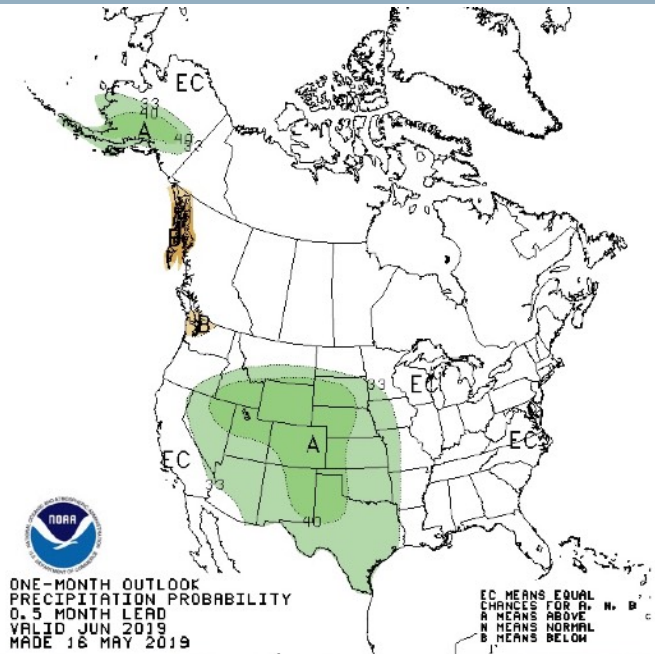 EC
33
40
A
40
33
B
B
33
EC
A
EC
EC
33
40
NOAA
ONE-MONTH OUTLOOK
PRECIPITATION PROBABILITY
0.5 MONTH LEAD
VALID JUN 2019
MADE 16 MAY 2019
EC MEANS EQUAL
CHANCES FOR A, N, B
A MEANS ABOVE
N MEANS NORMAL
B MEANS BELOW